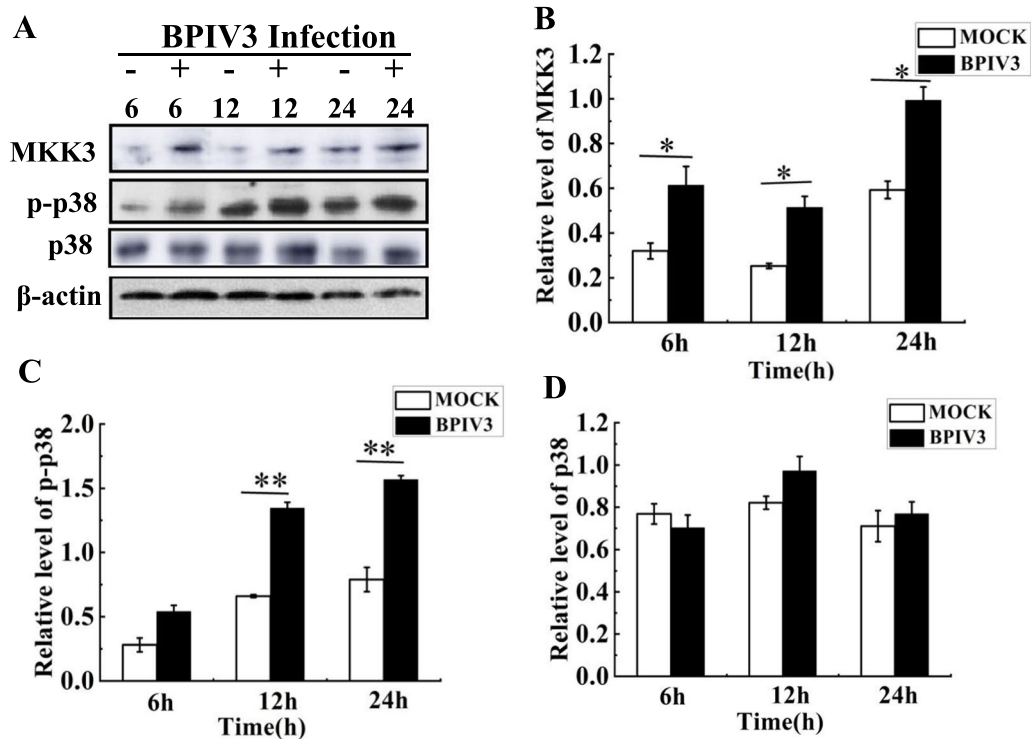 A
BPIV3 Infection
- + - + - +
6 6 12 12 24 24
MKK3
p-p38
p38
β-actin
B
MOCK
BPIV3
Relative level of MKK3
1.2
1.0
0.8
0.6
0.4
0.2
0.0
* * *
6h 12h 24h
Time(h)
C
MOCK
BPIV3
Relative level of p-p38
2.0
1.5
1.0
0.5
0.0
** **
6h 12h 24h
Time(h)
D
MOCK
BPIV3
Relative level of p38
1.2
1.0
0.8
0.6
0.4
0.2
0.0
6h 12h 24h
Time(h)